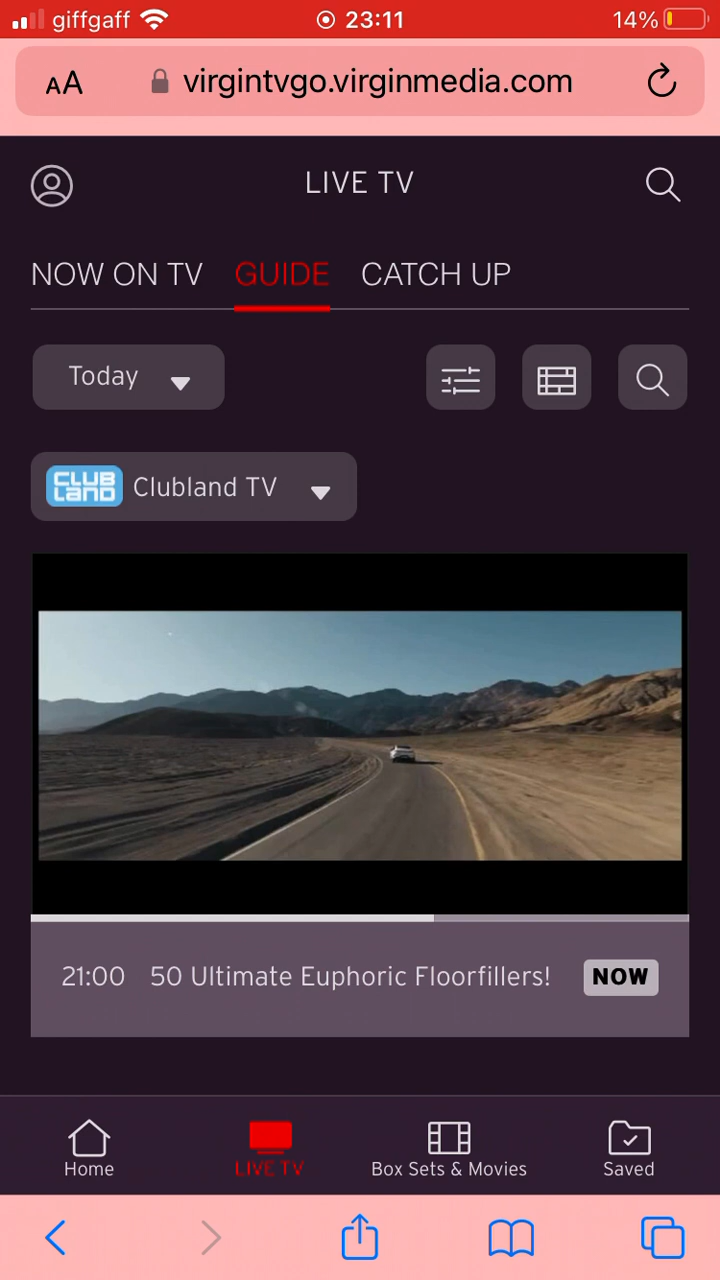 giffgaff 23:11 14%
AA virgintvgo.virginmedia.com
LIVE TV
NOW ON TV GUIDE CATCH UP
Today
CLUB LAND Clubland TV
21:00 50 Ultimate Euphoric Floorfillers! NOW
Home LIVE TV Box Sets & Movies Saved